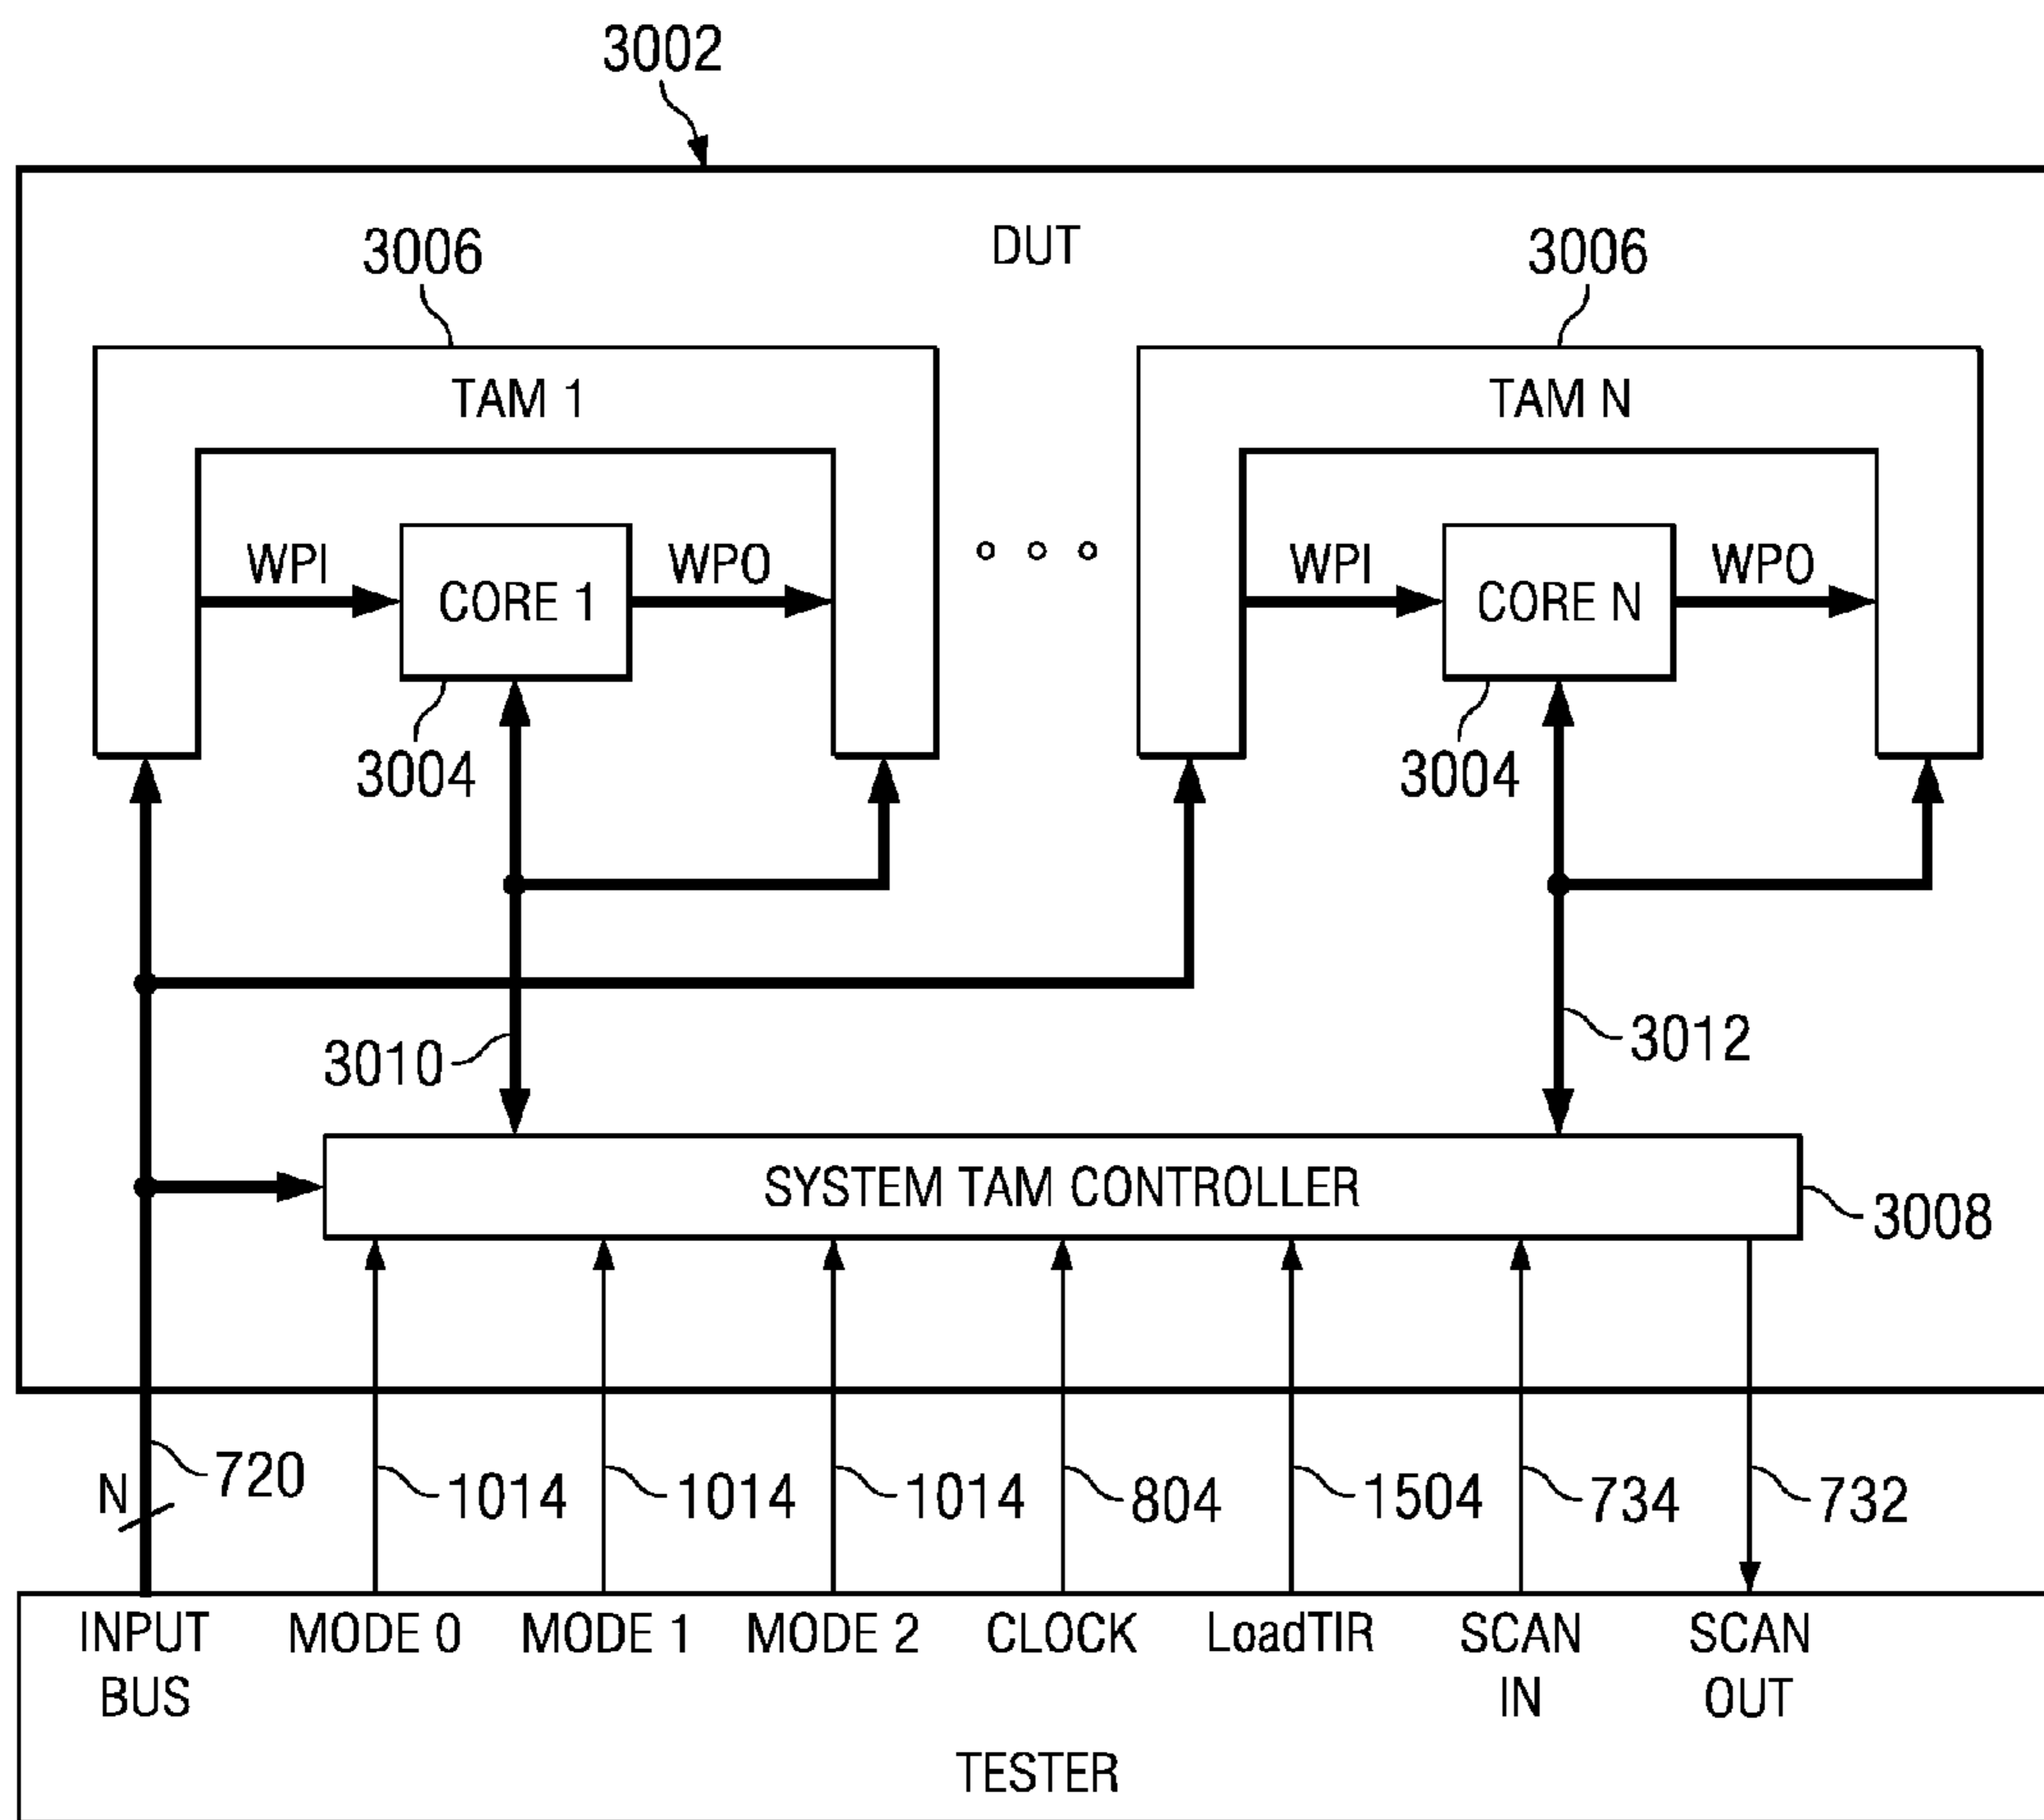 3002
DUT
3006
3006
TAM 1
TAM N
WPI
CORE 1
WPO
WPI
CORE N
WPO
3004
3004
3010
3012
SYSTEM TAM CONTROLLER
3008
N
720
1014
1014
1014
804
1504
734
732
INPUT BUS
MODE 0
MODE 1
MODE 2
CLOCK
LoadTIR
SCAN IN
SCAN OUT
TESTER